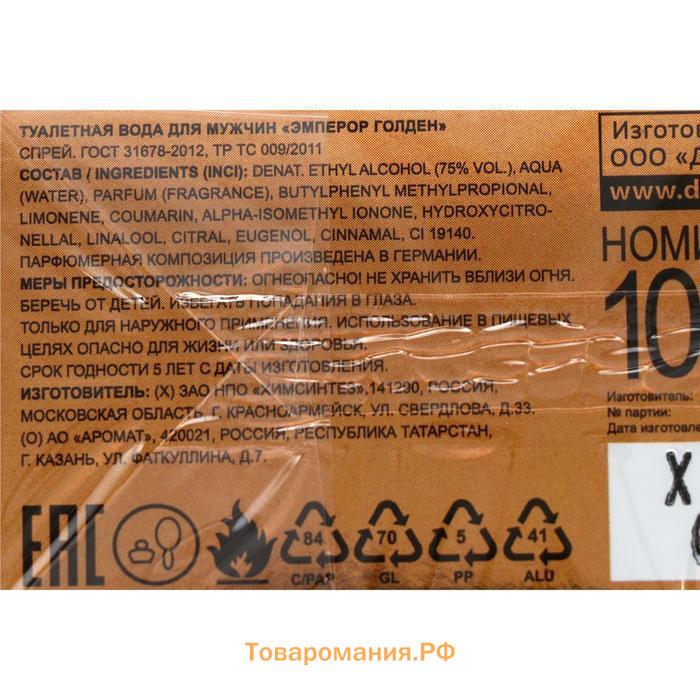 ТУАЛЕТНАЯ ВОДА ДЛЯ МУЖЧИН «ЭМПЕРОР ГОЛДЕН»
СПРЕЙ. ГОСТ 31678-2012, ТР ТС 009/2011
СОСТАВ / INGREDIENTS (INCI): DENAT. ETHYL ALCOHOL (75% VOL.), AQUA
(WATER), PARFUM (FRAGRANCE), BUTYLPHENYL METHYLPROPIONAL,
LIMONENE, COUMARIN, ALPHA-ISOMETHYL IONONE, HYDROXYCITRO-
NELLAL, LINALOOL, CITRAL, EUGENOL, CINNAMAL, CI 19140.
ПАРФЮМЕРНАЯ КОМПОЗИЦИЯ ПРОИЗВЕДЕНА В ГЕРМАНИИ.
МЕРЫ ПРЕДОСТОРОЖНОСТИ: ОГНЕОПАСНО! НЕ ХРАНИТЬ ВБЛИЗИ ОГНЯ.
БЕРЕЧЬ ОТ ДЕТЕЙ. ИЗБЕГАТЬ ПОПАДАНИЯ В ГЛАЗА.
ТОЛЬКО ДЛЯ НАРУЖНОГО ПРИМЕНЕНИЯ. ИСПОЛЬЗОВАНИЕ В ПИЩЕВЫХ
ЦЕЛЯХ ОПАСНО ДЛЯ ЖИЗНИ ИЛИ ЗДОРОВЬЯ.
СРОК ГОДНОСТИ 5 ЛЕТ С ДАТЫ ИЗГОТОВЛЕНИЯ.
ИЗГОТОВИТЕЛЬ: (Х) ЗАО НПО «ХИМСИНТЕЗ»,141290, РОССИЯ,
МОСКОВСКАЯ ОБЛАСТЬ, Г. КРАСНОАРМЕЙСК, УЛ. СВЕРДЛОВА, Д.33.
(О) АО «АРОМАТ», 420021, РОССИЯ, РЕСПУБЛИКА ТАТАРСТАН,
Г. КАЗАНЬ, УЛ. ФАТКУЛЛИНА, Д.7.
EAC
84 C/PAP
70 GL
5 PP
41 ALU
Изгото
ООО «Д
www.d
НОМИ
10
Изготовитель:
№ партии:
Дата изготовле
Х
Товаромания.РФ